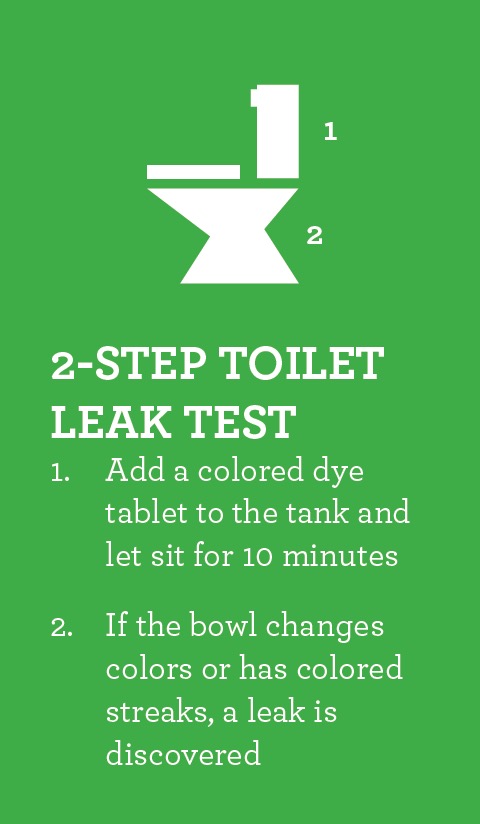 1
2
2-STEP TOILET
LEAK TEST
1. Add a colored dye
tablet to the tank and
let sit for 10 minutes
2. If the bowl changes
colors or has colored
streaks, a leak is
discovered